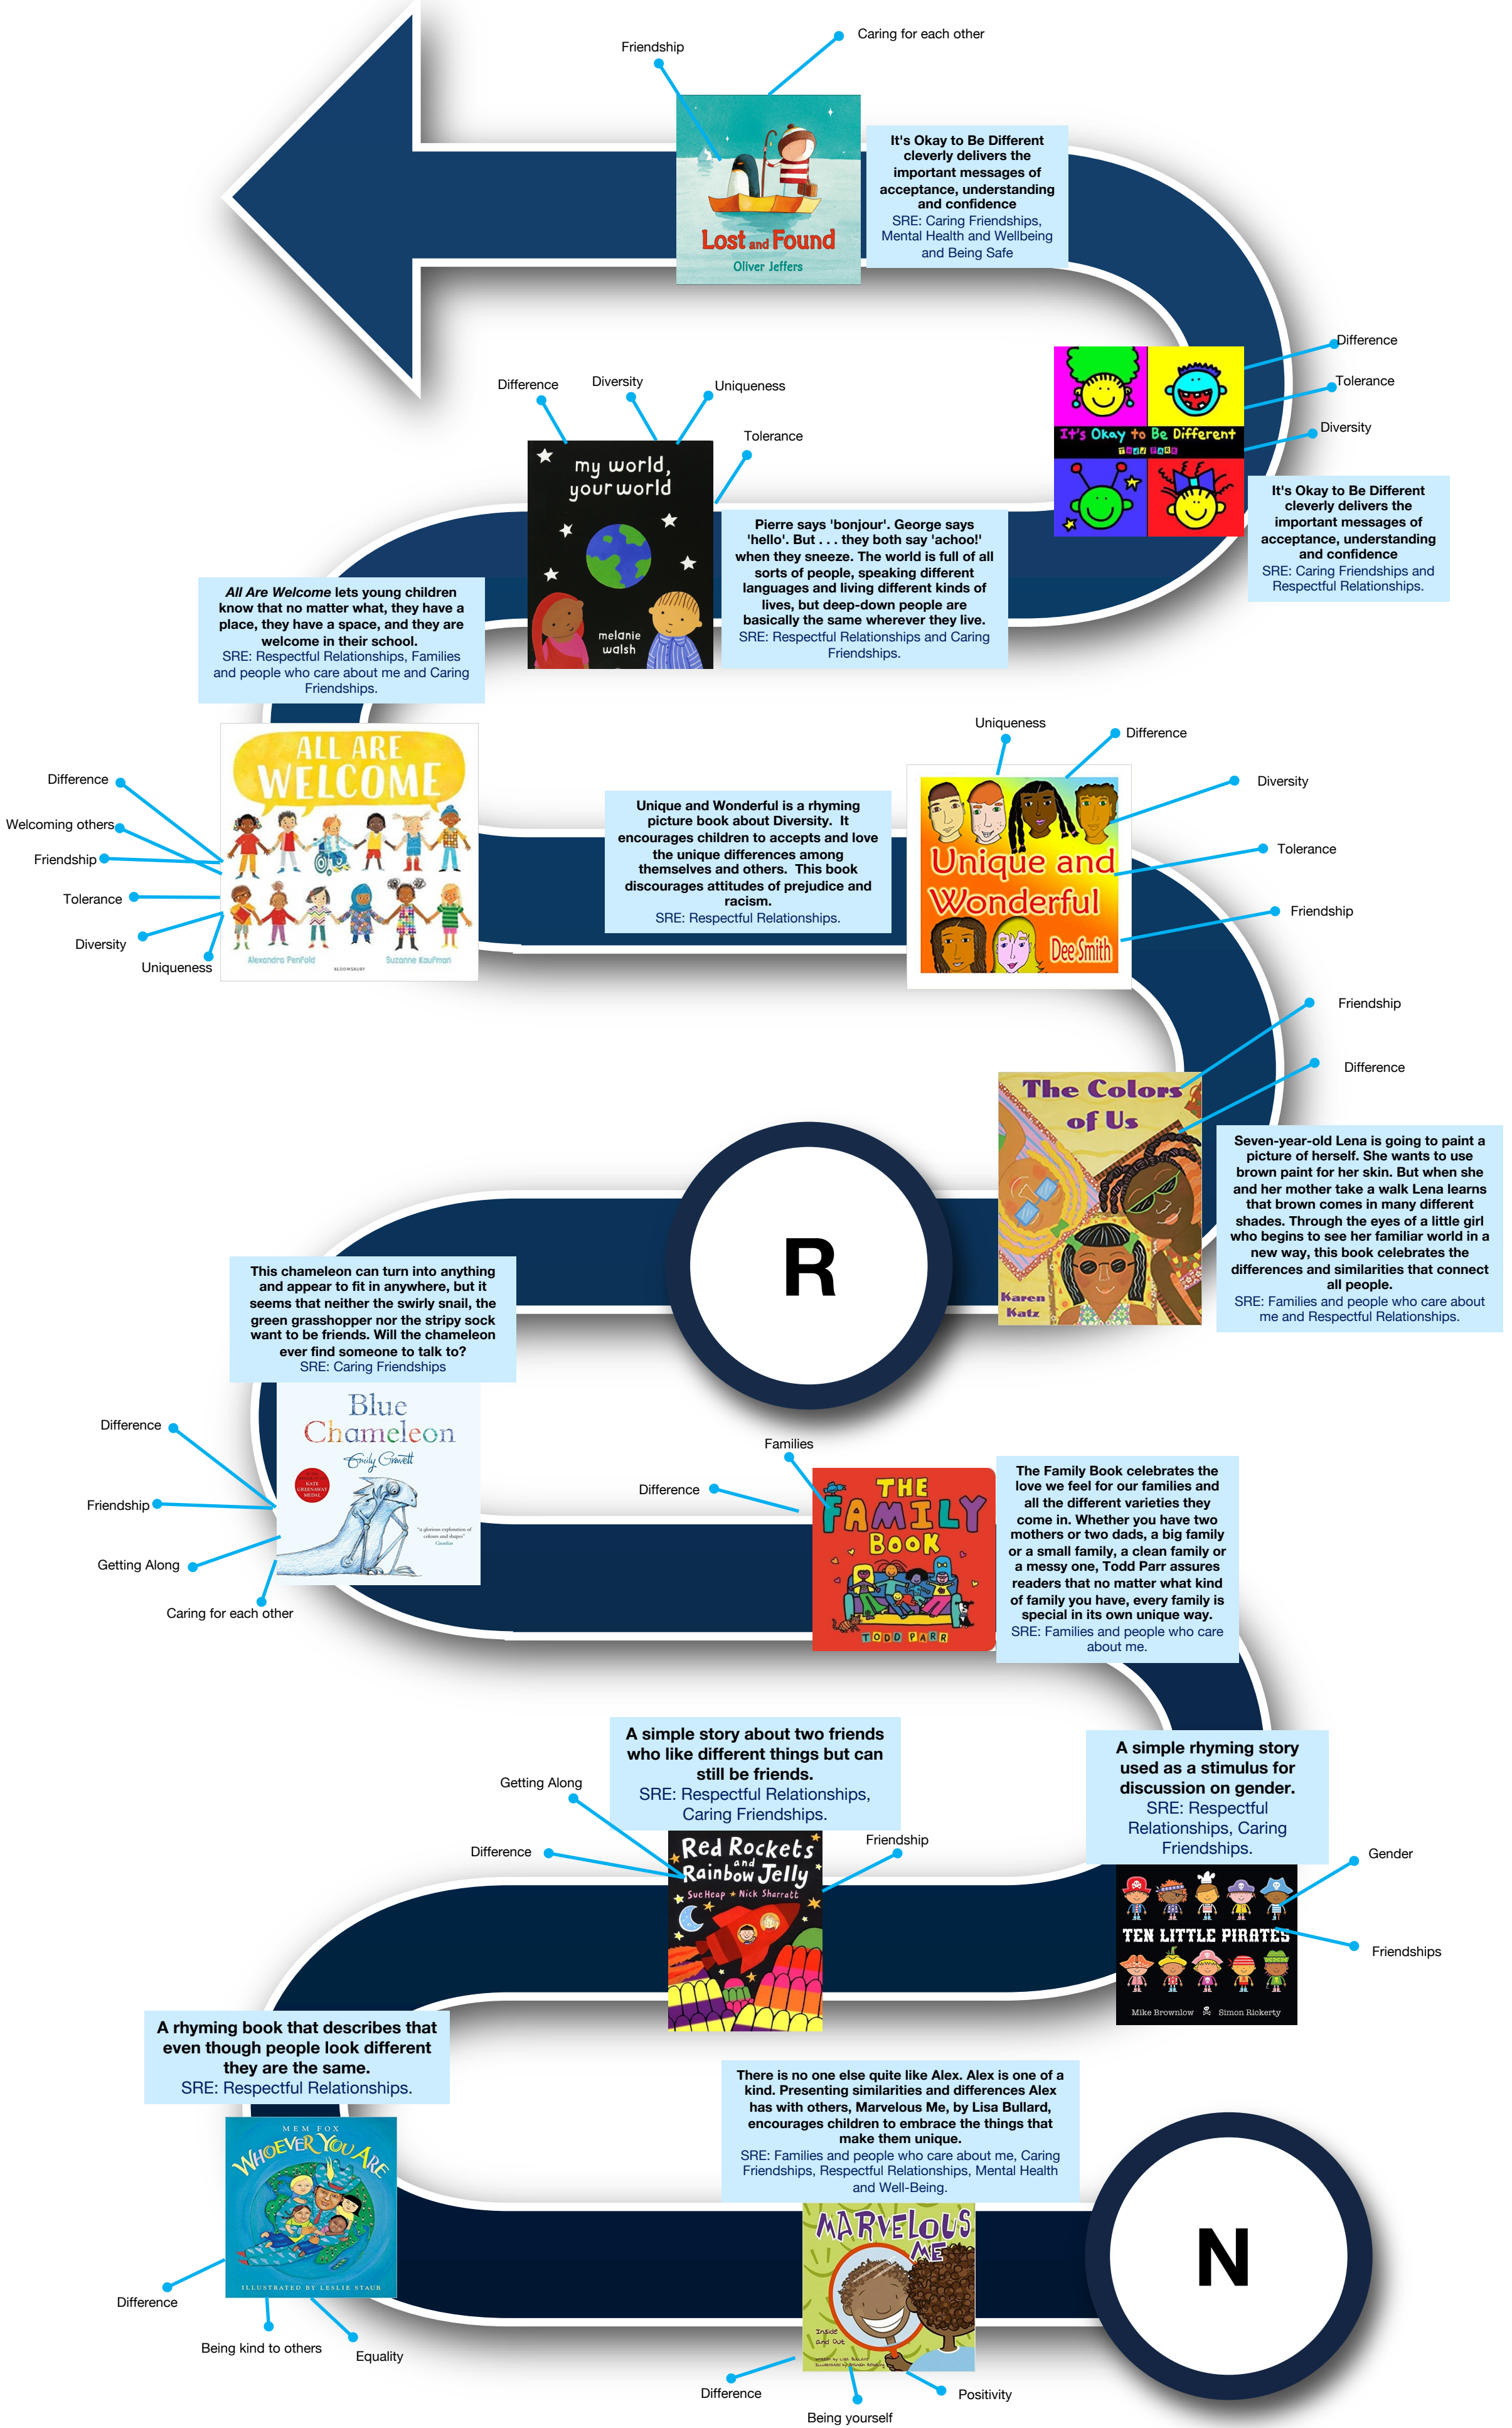 Friendship
Caring for each other
Lost and Found
Oliver Jeffers
It's Okay to Be Different
cleverly delivers the
important messages of
acceptance, understanding
and confidence
SRE: Caring Friendships,
Mental Health and Wellbeing
and Being Safe
Difference
Tolerance
Diversity
It's Okay to Be Different
Todd Parr
It's Okay to Be Different
cleverly delivers the
important messages of
acceptance, understanding
and confidence
SRE: Caring Friendships and
Respectful Relationships.
Difference
Diversity
Uniqueness
Tolerance
my world,
your world
melanie
walsh
Pierre says 'bonjour'. George says
'hello'. But . . . they both say 'achoo!'
when they sneeze. The world is full of all
sorts of people, speaking different
languages and living different kinds of
lives, but deep-down people are
basically the same wherever they live.
SRE: Respectful Relationships and Caring
Friendships.
All Are Welcome lets young children
know that no matter what, they have a
place, they have a space, and they are
welcome in their school.
SRE: Respectful Relationships, Families
and people who care about me and Caring
Friendships.
ALL ARE
WELCOME
Alexandra Penfold
Suzanne Kaufman
BLOOMSBURY
Difference
Welcoming others
Friendship
Tolerance
Diversity
Uniqueness
Unique and Wonderful is a rhyming
picture book about Diversity. It
encourages children to accepts and love
the unique differences among
themselves and others. This book
discourages attitudes of prejudice and
racism.
SRE: Respectful Relationships.
Uniqueness
Difference
Diversity
Tolerance
Friendship
Unique and
Wonderful
Dee Smith
Friendship
Difference
The Colors
of Us
Karen
Katz
Seven-year-old Lena is going to paint a
picture of herself. She wants to use
brown paint for her skin. But when she
and her mother take a walk Lena learns
that brown comes in many different
shades. Through the eyes of a little girl
who begins to see her familiar world in a
new way, this book celebrates the
differences and similarities that connect
all people.
SRE: Families and people who care about
me and Respectful Relationships.
R
This chameleon can turn into anything
and appear to fit in anywhere, but it
seems that neither the swirly snail, the
green grasshopper nor the stripy sock
want to be friends. Will the chameleon
ever find someone to talk to?
SRE: Caring Friendships
Blue
Chameleon
Emily Gravett
KATE
GREENAWAY
MEDAL
"a glorious exploration of
colours and shapes"
Guardian
Difference
Friendship
Getting Along
Caring for each other
Families
Difference
THE
FAMILY
BOOK
TODD PARR
The Family Book celebrates the
love we feel for our families and
all the different varieties they
come in. Whether you have two
mothers or two dads, a big family
or a small family, a clean family or
a messy one, Todd Parr assures
readers that no matter what kind
of family you have, every family is
special in its own unique way.
SRE: Families and people who care
about me.
A simple story about two friends
who like different things but can
still be friends.
SRE: Respectful Relationships,
Caring Friendships.
Getting Along
Difference
Friendship
Red Rockets
and
Rainbow Jelly
Sue Heap ★ Nick Sharratt
A simple rhyming story
used as a stimulus for
discussion on gender.
SRE: Respectful
Relationships, Caring
Friendships.
Gender
Friendships
TEN LITTLE PIRATES
Mike Brownlow
Simon Rickerty
A rhyming book that describes that
even though people look different
they are the same.
SRE: Respectful Relationships.
MEM FOX
WHOEVER YOU ARE
ILLUSTRATED BY LESLIE STAUB
Difference
Being kind to others
Equality
There is no one else quite like Alex. Alex is one of a
kind. Presenting similarities and differences Alex
has with others, Marvelous Me, by Lisa Bullard,
encourages children to embrace the things that
make them unique.
SRE: Families and people who care about me, Caring
Friendships, Respectful Relationships, Mental Health
and Well-Being.
MARVELOUS
ME
Inside
and Out
written by Lisa Bullard
Difference
Being yourself
Positivity
N